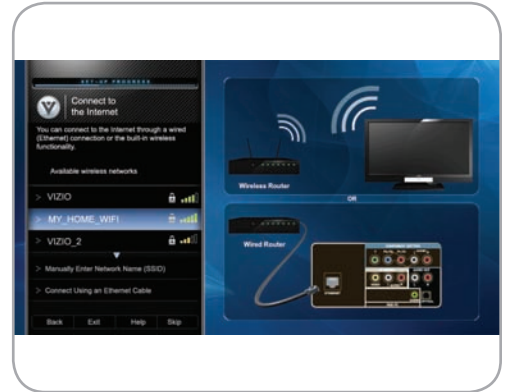 SET-UP PROGRESS
Connect to
the Internet
You can connect to the Internet through a wired
(Ethernet) connection or the built-in wireless
functionality.
Available wireless networks
> VIZIO
> MY_HOME_WIFI
> VIZIO_2
> Manually Enter Network Name (SSID)
> Connect Using an Ethernet Cable
Back Exit Help Skip
Wireless Router
OR
Wired Router
ETHERNET